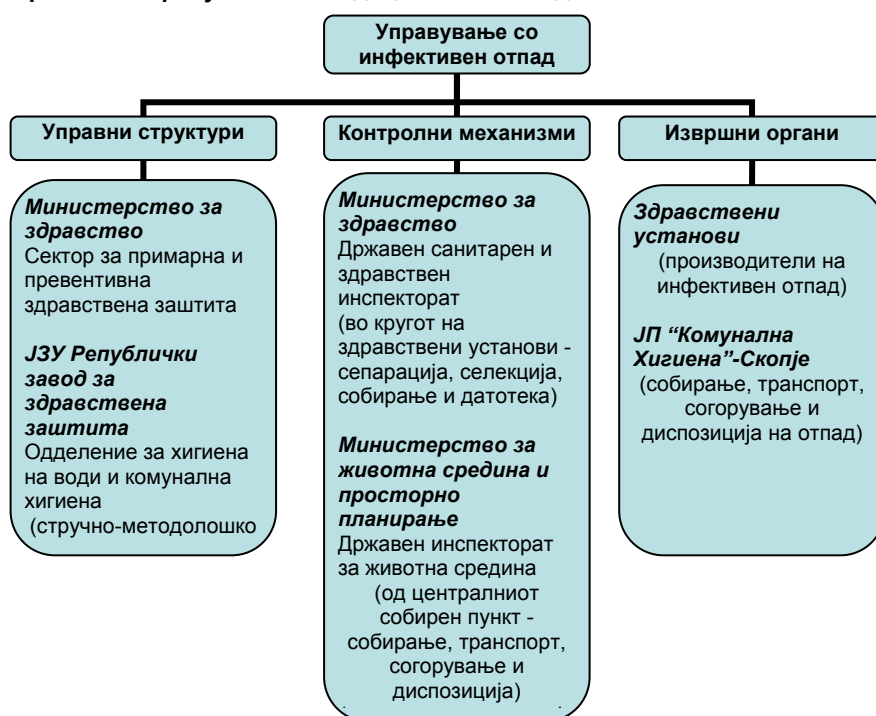 Управување со
инфективен отпад
Управни структури
Министерство за
здравство
Сектор за примарна и
превентивна
здравствена заштита
ЈЗУ Републички
завод за
здравствена
заштита
Одделение за хигиена
на води и комунална
хигиена
(стручно-методолошко
Контролни механизми
Министерство за
здравство
Државен санитарен и
здравствен
инспекторат
(во кругот на
здравствени установи -
сепарација, селекција,
собирање и датотека)
Министерство за
животна средина и
просторно
планирање
Државен инспекторат
за животна средина
(од централниот
собирен пункт -
собирање, транспорт,
согорување и
диспозиција)
Извршни органи
Здравствени
установи
(производители на
инфективен отпад)
ЈП “Комунална
Хигиена”-Скопје
(собирање, транспорт,
согорување и
диспозиција на отпад)